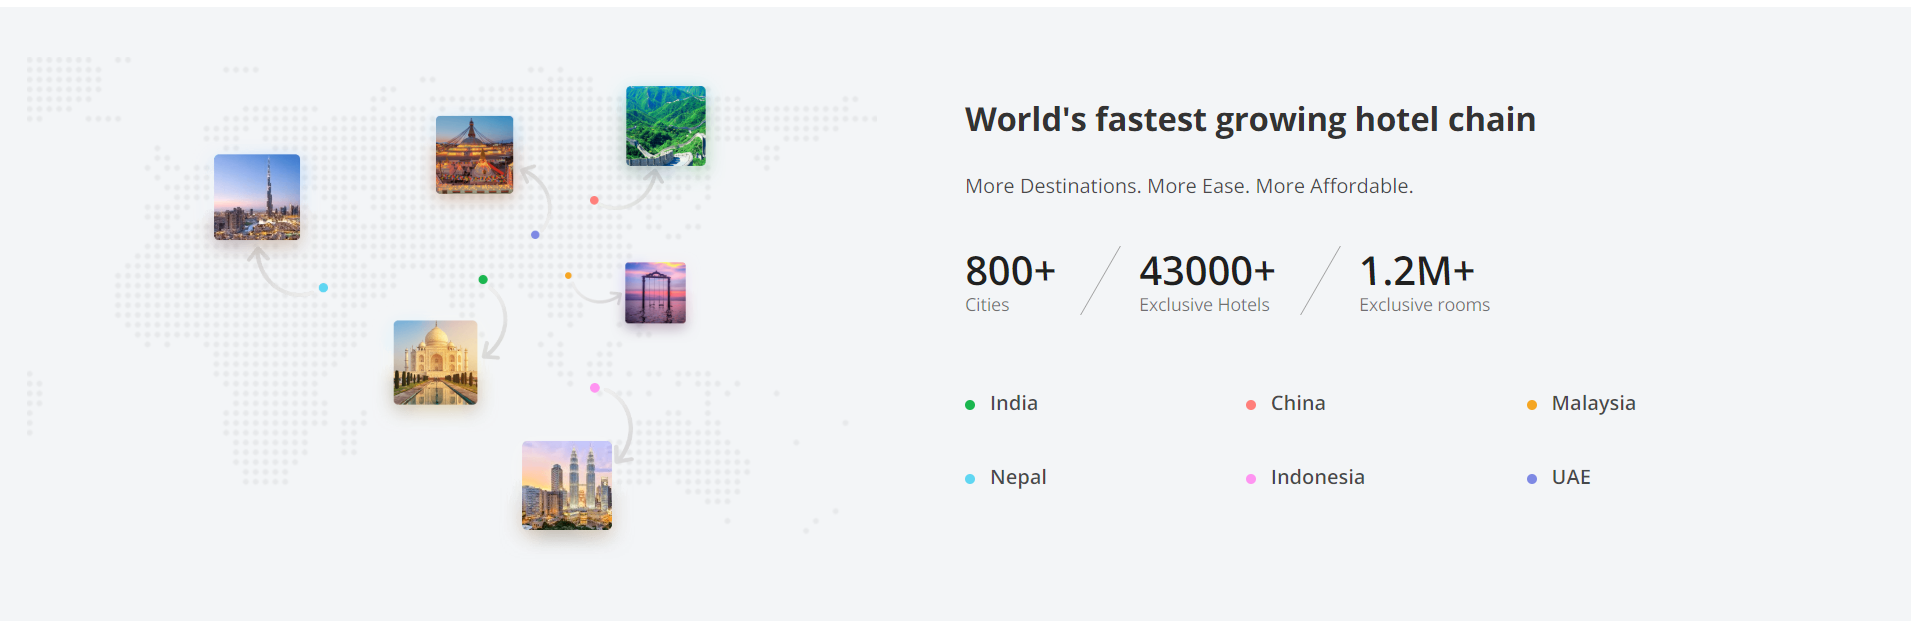 World's fastest growing hotel chain
More Destinations. More Ease. More Affordable.
800+ 43000+ 1.2M+
Cities Exclusive Hotels Exclusive rooms
India China Malaysia
Nepal Indonesia UAE